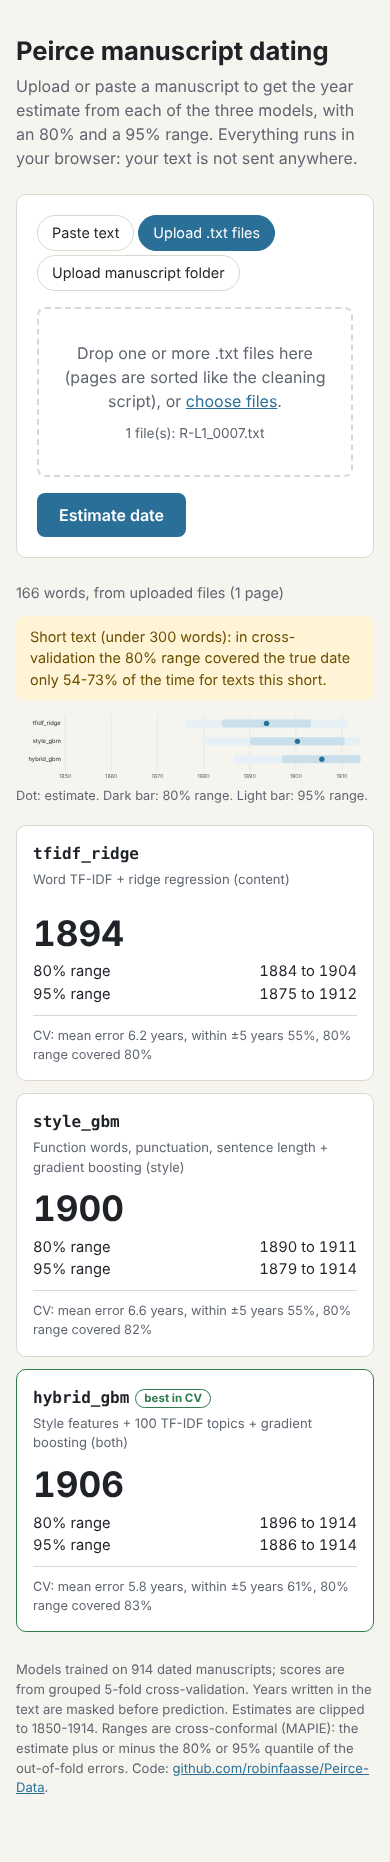 Peirce manuscript dating
Upload or paste a manuscript to get the year
estimate from each of the three models, with
an 80% and a 95% range. Everything runs in
your browser: your text is not sent anywhere.
Paste text
Upload .txt files
Upload manuscript folder
Drop one or more .txt files here
(pages are sorted like the cleaning
script), or choose files.
1 file(s): R-L1_0007.txt
Estimate date
166 words, from uploaded files (1 page)
Short text (under 300 words): in cross-
validation the 80% range covered the true date
only 54-73% of the time for texts this short.
tfidf_ridge
style_gbm
hybrid_gbm
1850 1860 1870 1880 1890 1900 1910
Dot: estimate. Dark bar: 80% range. Light bar: 95% range.
tfidf_ridge
Word TF-IDF + ridge regression (content)
1894
80% range 1884 to 1904
95% range 1875 to 1912
CV: mean error 6.2 years, within ±5 years 55%, 80%
range covered 80%
style_gbm
Function words, punctuation, sentence length +
gradient boosting (style)
1900
80% range 1890 to 1911
95% range 1879 to 1914
CV: mean error 6.6 years, within ±5 years 55%, 80%
range covered 82%
hybrid_gbm best in CV
Style features + 100 TF-IDF topics + gradient
boosting (both)
1906
80% range 1896 to 1914
95% range 1886 to 1914
CV: mean error 5.8 years, within ±5 years 61%, 80%
range covered 83%
Models trained on 914 dated manuscripts; scores are
from grouped 5-fold cross-validation. Years written in the
text are masked before prediction. Estimates are clipped
to 1850-1914. Ranges are cross-conformal (MAPIE): the
estimate plus or minus the 80% or 95% quantile of the
out-of-fold errors. Code: github.com/robinfaasse/Peirce-
Data.